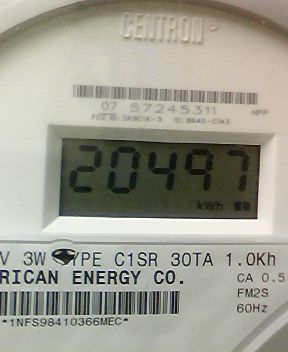 CENTRON®
07 57245311
NPP
20497
kWh
V 3W TYPE C1SR 30TA 1.0Kh
RICAN ENERGY CO.
CA 0.5
FM2S
60Hz
*1NFS98410366MEC*